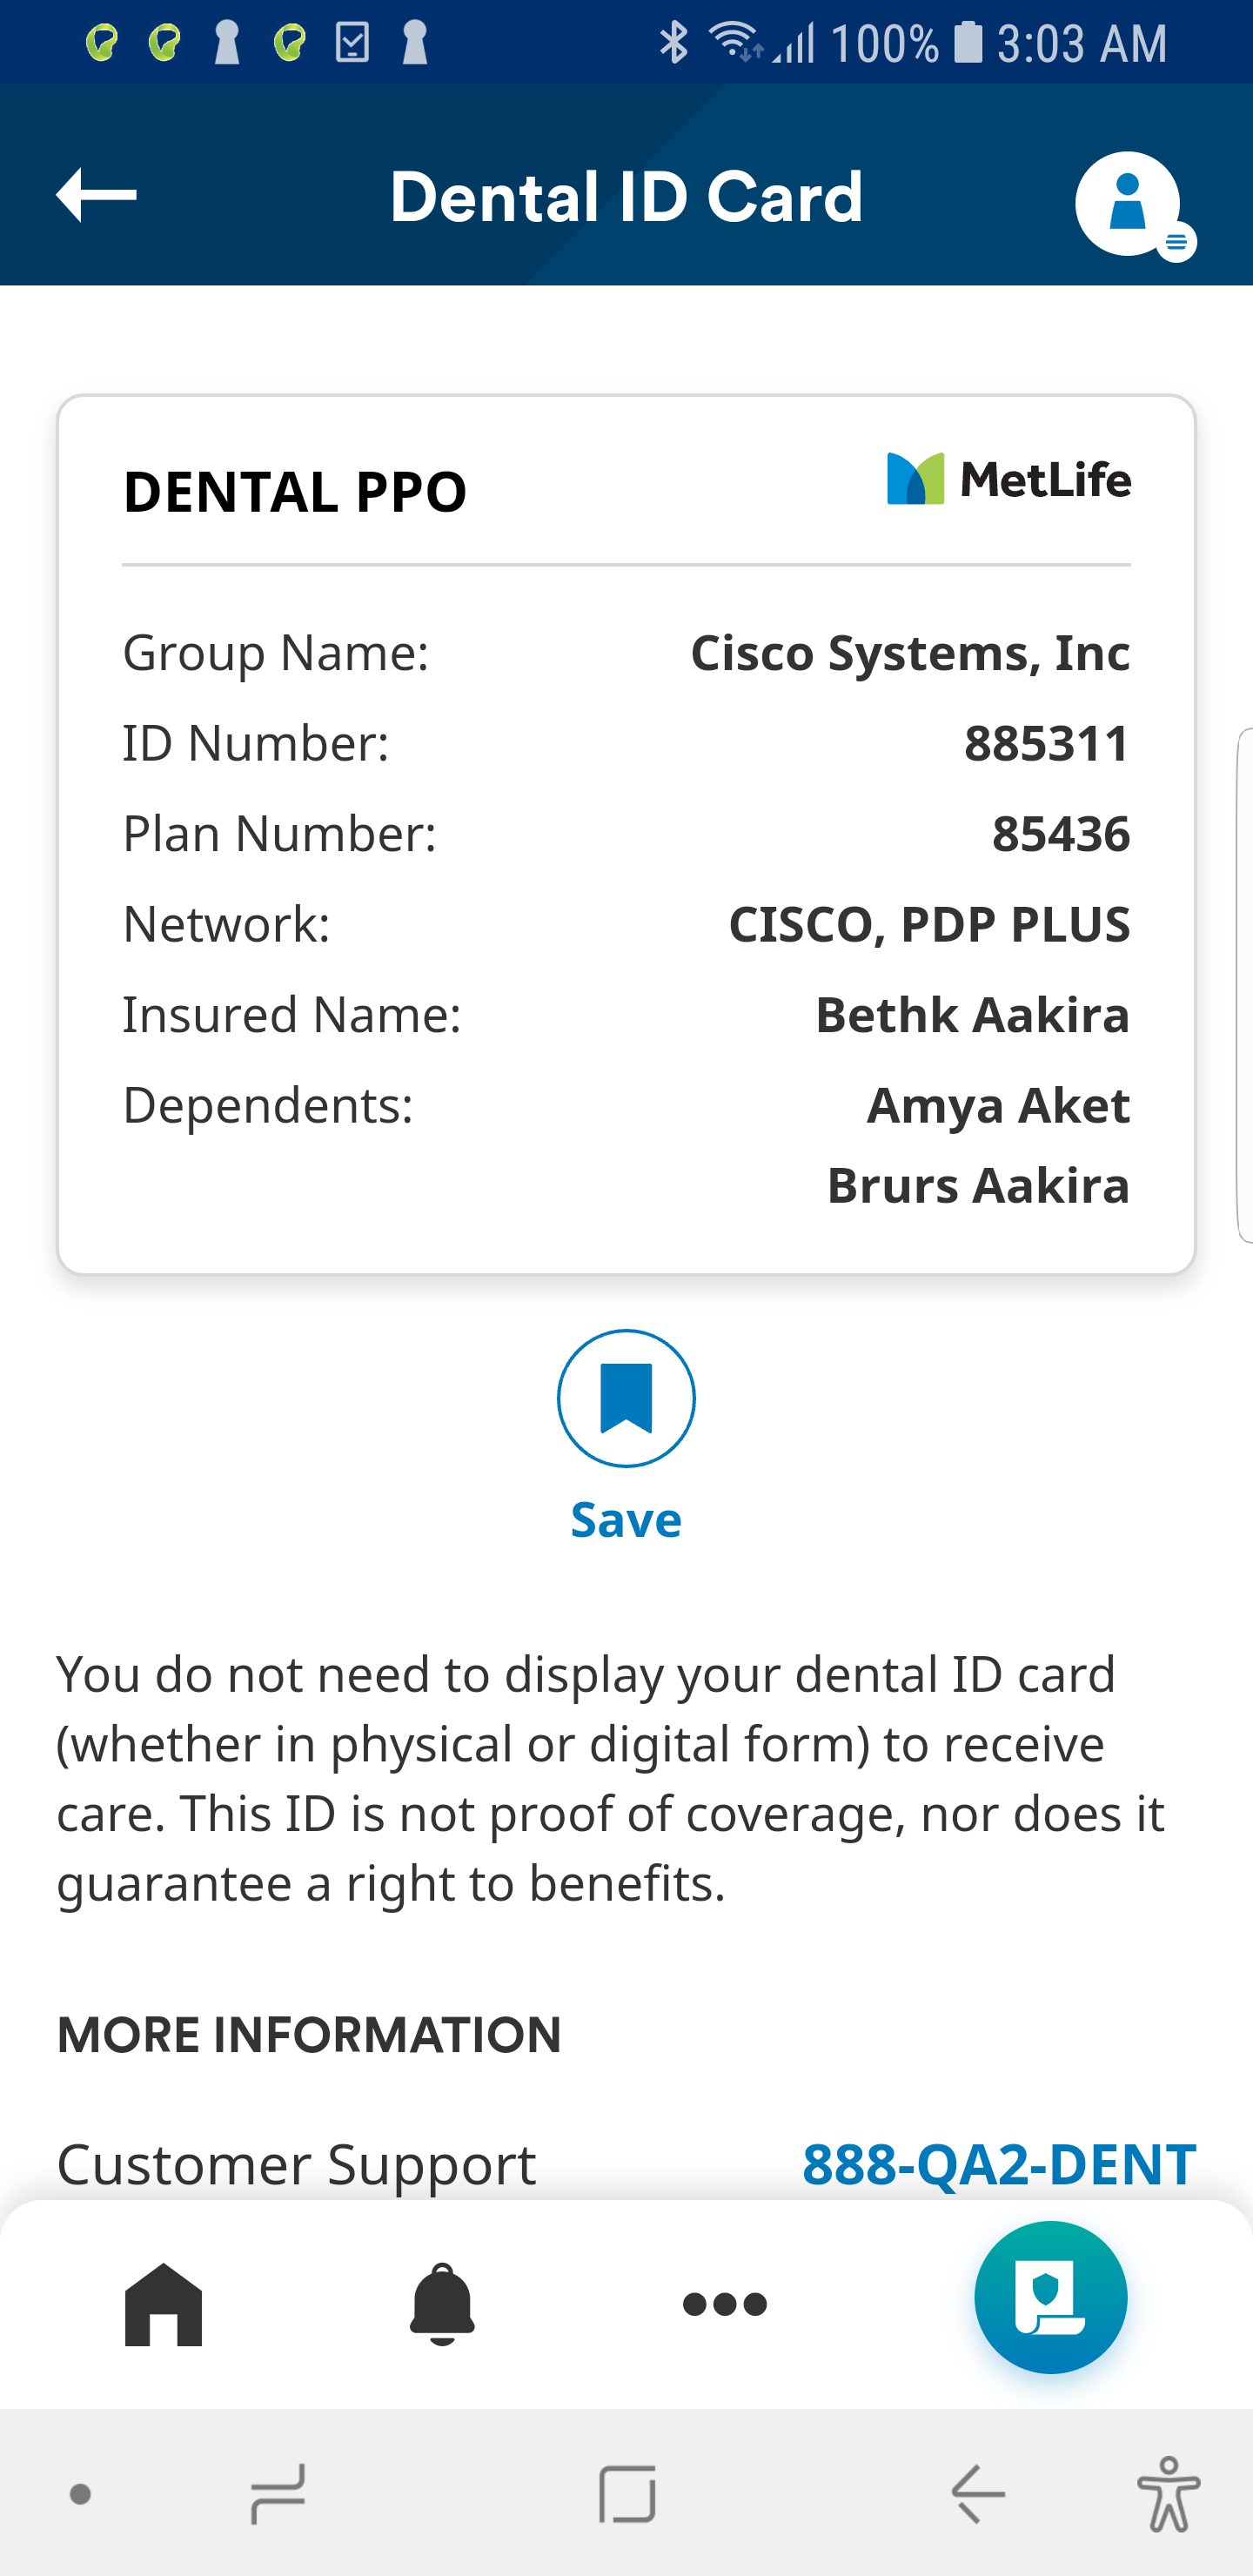 100% 3:03 AM
Dental ID Card
DENTAL PPO
MetLife
Group Name: Cisco Systems, Inc
ID Number: 885311
Plan Number: 85436
Network: CISCO, PDP PLUS
Insured Name: Bethk Aakira
Dependents: Amya Aket
Brurs Aakira
Save
You do not need to display your dental ID card
(whether in physical or digital form) to receive
care. This ID is not proof of coverage, nor does it
guarantee a right to benefits.
MORE INFORMATION
Customer Support 888-QA2-DENT